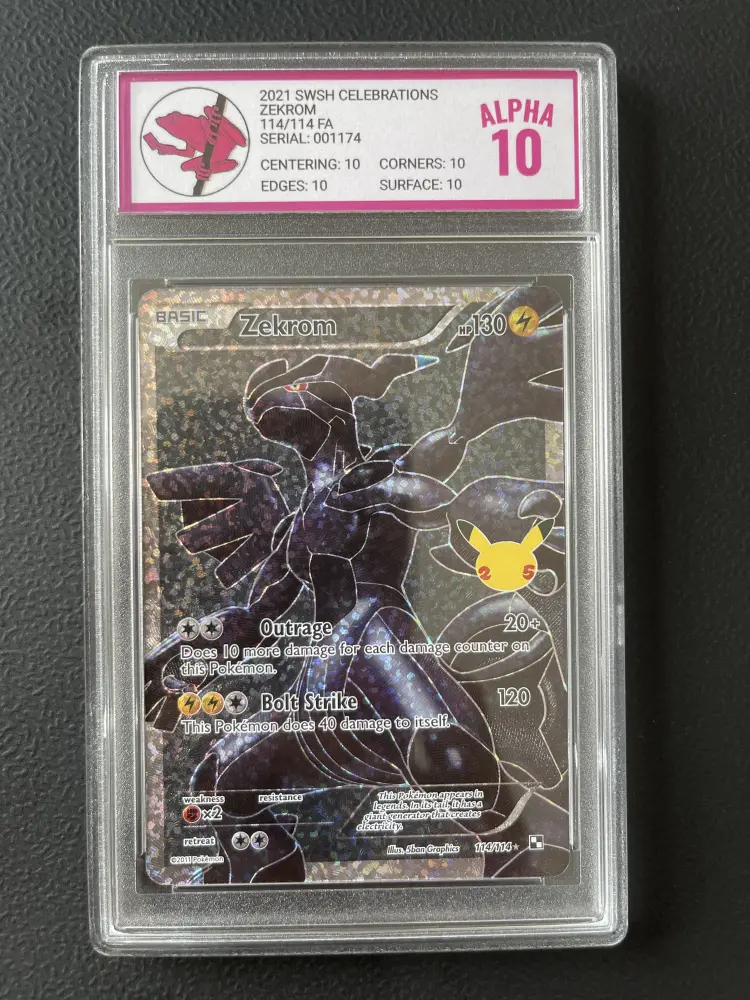 2021 SWSH CELEBRATIONS
ZEKROM
114/114 FA
SERIAL: 001174
CENTERING: 10 CORNERS: 10
EDGES: 10 SURFACE: 10
ALPHA
10
BASIC
Zekrom
HP130
25
Outrage 20+
Does 10 more damage for each damage counter on
this Pokémon.
Bolt Strike 120
This Pokémon does 40 damage to itself.
weakness resistance
×2
retreat
This Pokémon appears in
legends. In its tail, it has a
giant generator that creates
electricity.
Illus. 5ban Graphics 114/114
©2011 Pokémon